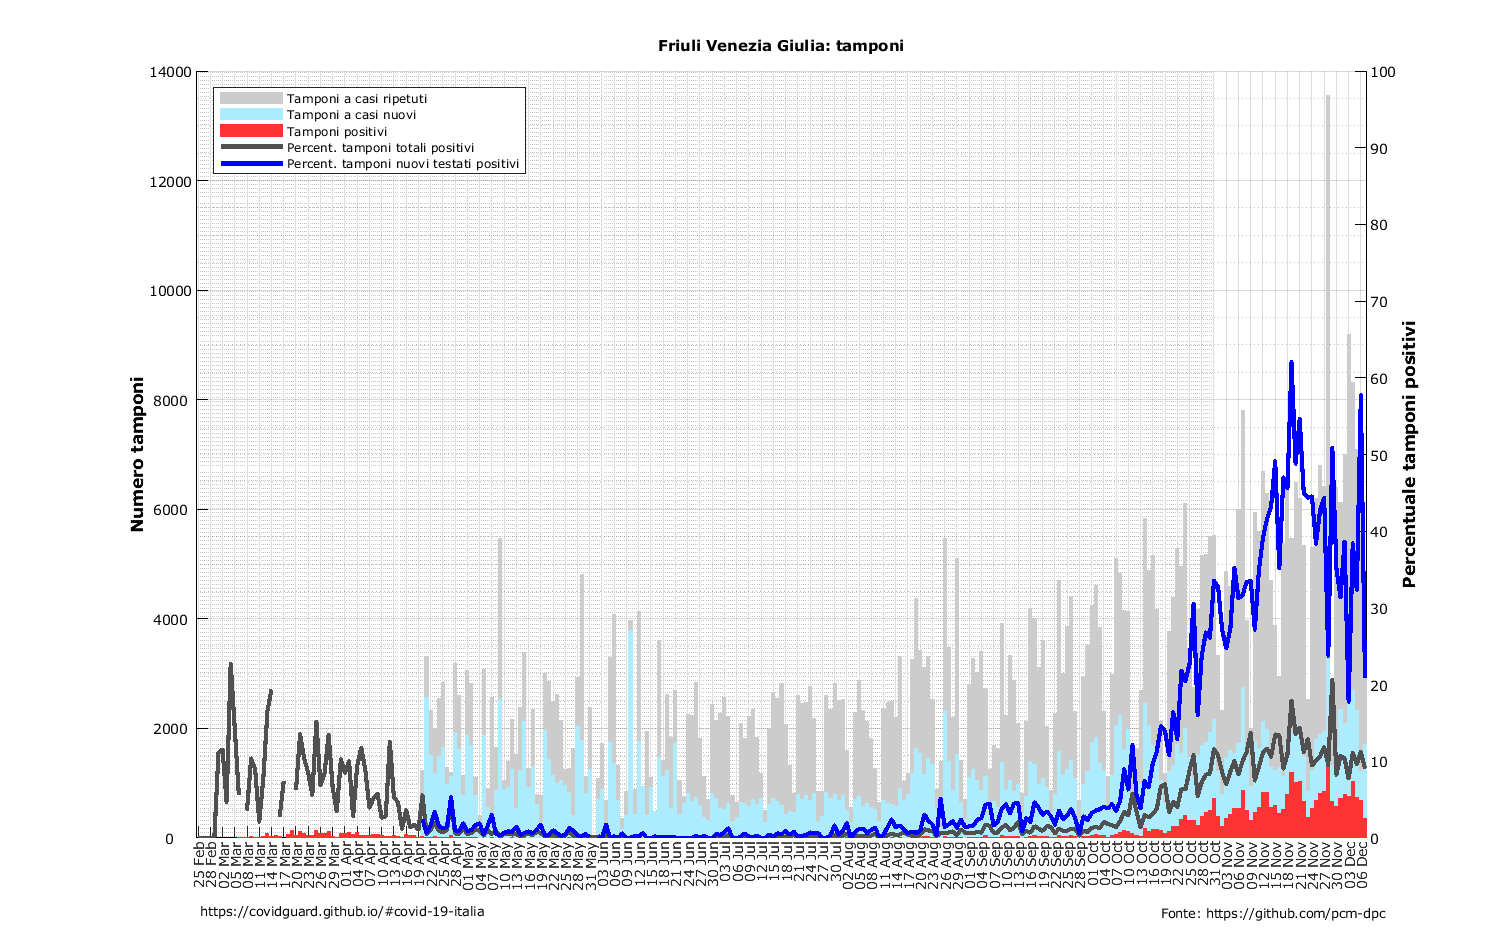 Friuli Venezia Giulia: tamponi
14000
12000
10000
8000
6000
4000
2000
0
Numero tamponi
Tamponi a casi ripetuti
Tamponi a casi nuovi
Tamponi positivi
Percent. tamponi totali positivi
Percent. tamponi nuovi testati positivi
100
90
80
70
60
50
40
30
20
10
0
Percentuale tamponi positivi
25 Feb
28 Feb
02 Mar
05 Mar
08 Mar
11 Mar
14 Mar
17 Mar
20 Mar
23 Mar
26 Mar
29 Mar
01 Apr
04 Apr
07 Apr
10 Apr
13 Apr
16 Apr
19 Apr
22 Apr
25 Apr
28 Apr
01 May
04 May
07 May
10 May
13 May
16 May
19 May
22 May
25 May
28 May
31 May
03 Jun
06 Jun
09 Jun
12 Jun
15 Jun
18 Jun
21 Jun
24 Jun
27 Jun
30 Jun
03 Jul
06 Jul
09 Jul
12 Jul
15 Jul
18 Jul
21 Jul
24 Jul
27 Jul
30 Jul
02 Aug
05 Aug
08 Aug
11 Aug
14 Aug
17 Aug
20 Aug
23 Aug
26 Aug
29 Aug
01 Sep
04 Sep
07 Sep
10 Sep
13 Sep
16 Sep
19 Sep
22 Sep
25 Sep
28 Sep
01 Oct
04 Oct
07 Oct
10 Oct
13 Oct
16 Oct
19 Oct
22 Oct
25 Oct
28 Oct
31 Oct
03 Nov
06 Nov
09 Nov
12 Nov
15 Nov
18 Nov
21 Nov
24 Nov
27 Nov
30 Nov
03 Dec
06 Dec
https://covidguard.github.io/#covid-19-italia
Fonte: https://github.com/pcm-dpc